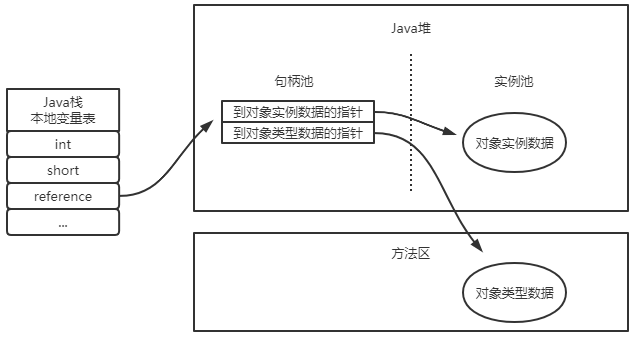 Java堆
句柄池
实例池
Java栈
本地变量表
int
short
reference
...
到对象实例数据的指针
到对象类型数据的指针
对象实例数据
方法区
对象类型数据